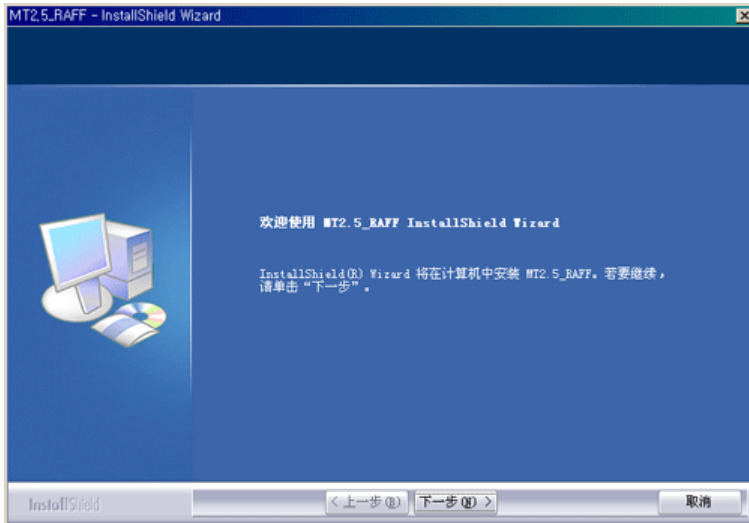 MT2.5_RAFF - InstallShield Wizard
欢迎使用 MT2.5_RAFF InstallShield Wizard
InstallShield(R) Wizard 将在计算机中安装 MT2.5_RAFF。若要继续，
请单击“下一步”。
InstallShield
< 上一步(B) 下一步(N) > 取消